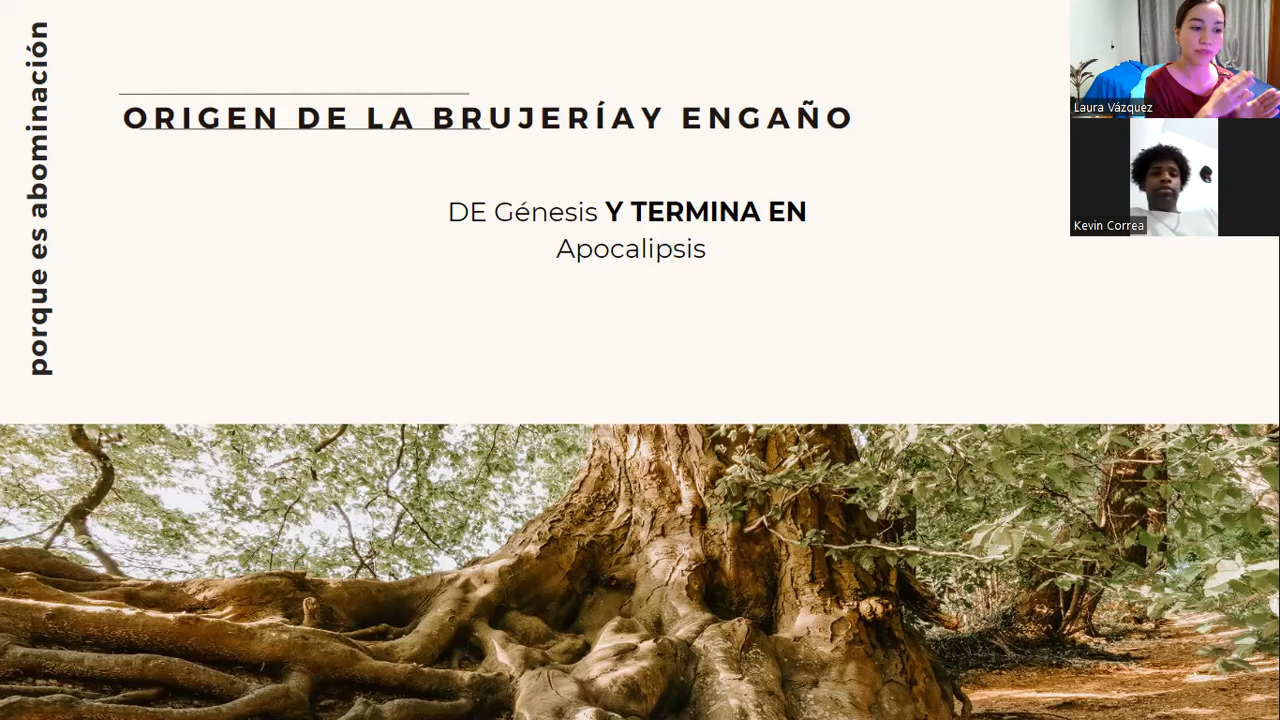 porque es abominación
ORIGEN DE LA BRUJERÍAY ENGAÑO
DE Génesis Y TERMINA EN
Apocalipsis
Laura Vázquez
Kevin Correa